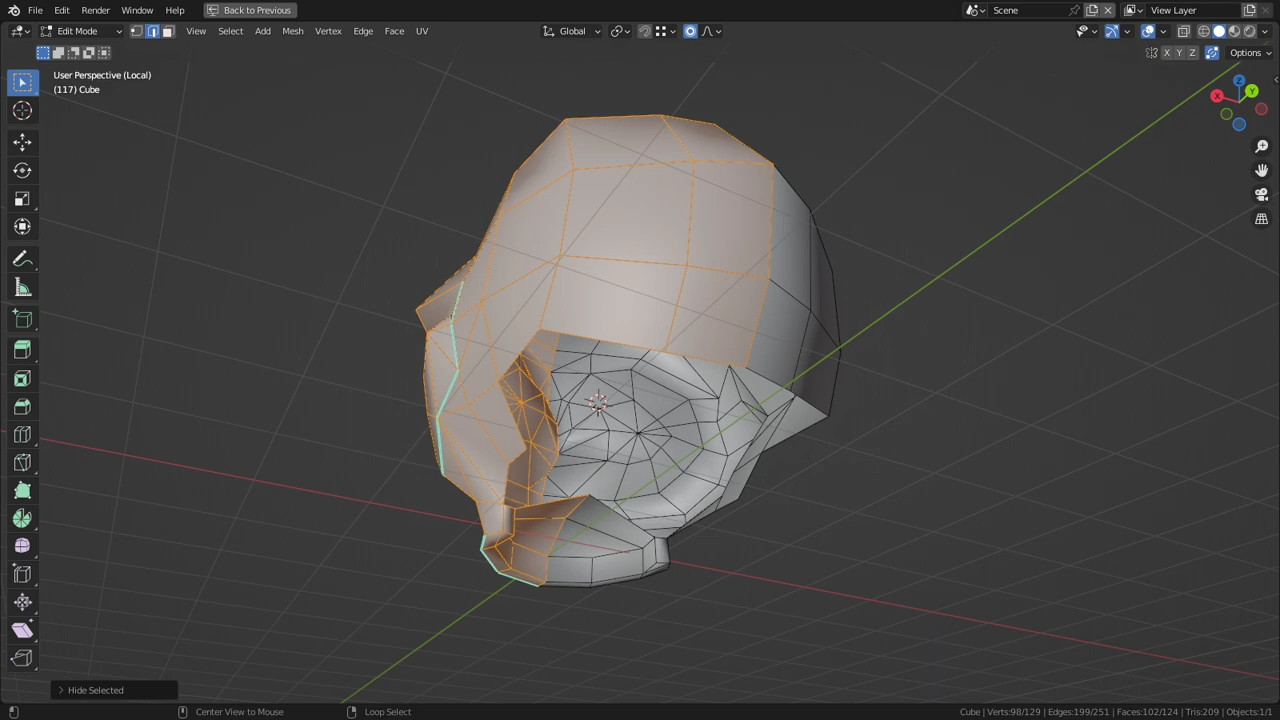 File Edit Render Window Help Back to Previous Scene View Layer
Edit Mode View Select Add Mesh Vertex Edge Face UV Global
X Y Z Options
User Perspective (Local)
(117) Cube
Z
Y
X
Hide Selected
Center View to Mouse Loop Select Cube | Verts:98/129 | Edges:199/251 | Faces:102/124 | Tris:209 | Objects:1/1